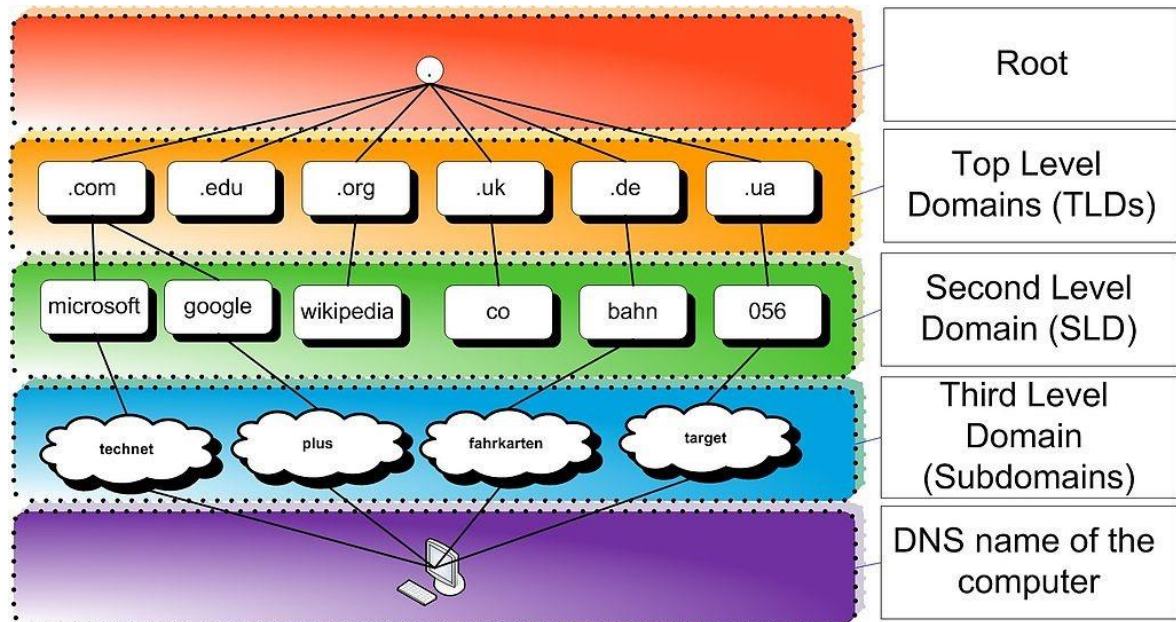 .
Root
.com
.edu
.org
.uk
.de
.ua
Top Level
Domains (TLDs)
microsoft
google
wikipedia
co
bahn
056
Second Level
Domain (SLD)
technet
plus
fahrkarten
target
Third Level
Domain
(Subdomains)
DNS name of the
computer